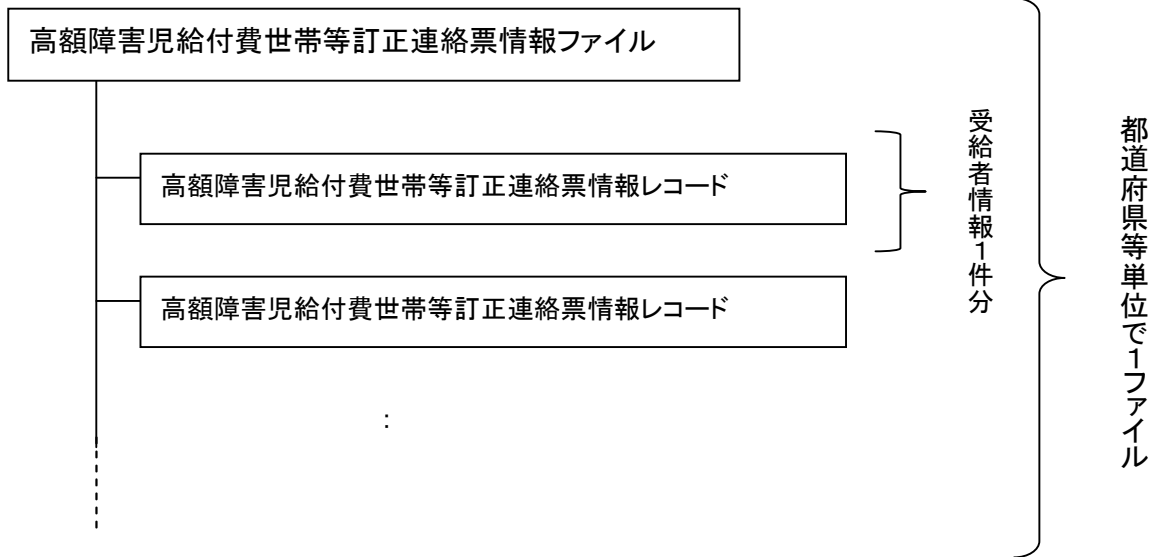 高額障害児給付費世帯等訂正連絡票情報ファイル
高額障害児給付費世帯等訂正連絡票情報レコード
高額障害児給付費世帯等訂正連絡票情報レコード
:
受給者情報１件分
都道府県等単位で１ファイル